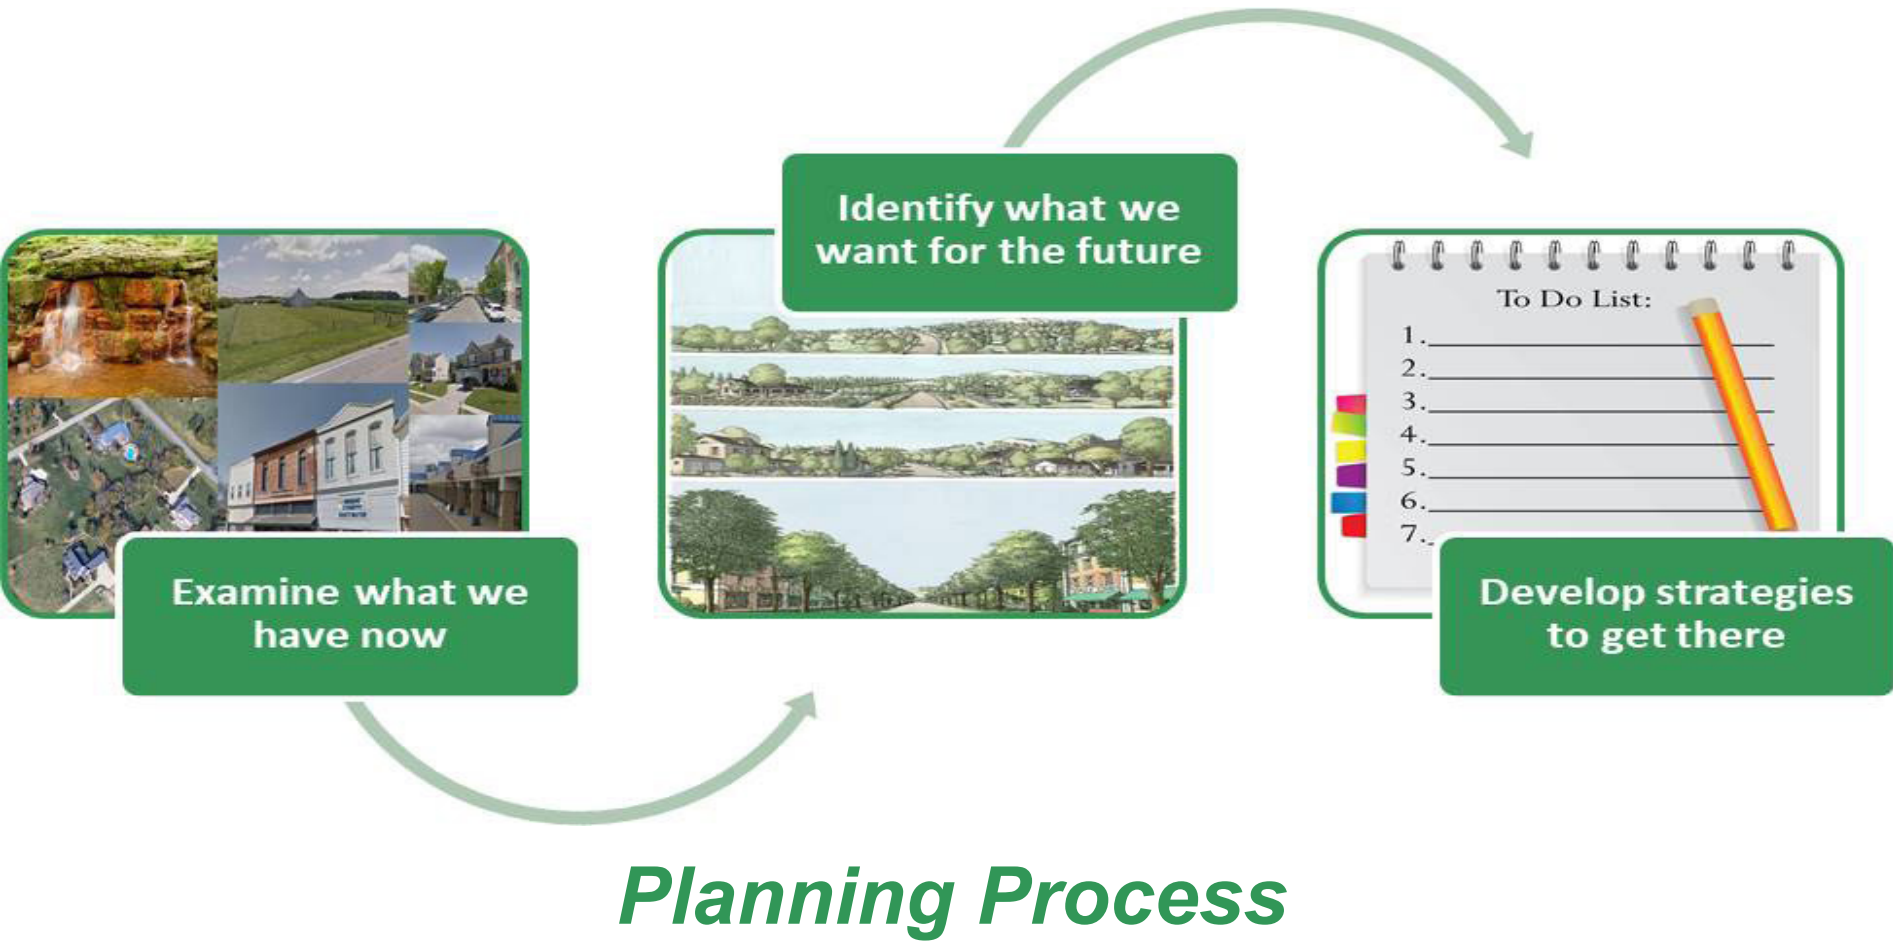 Identify what we
want for the future
To Do List:
1.
2.
3.
4.
5.
6.
7.
Examine what we
have now
Develop strategies
to get there
Planning Process